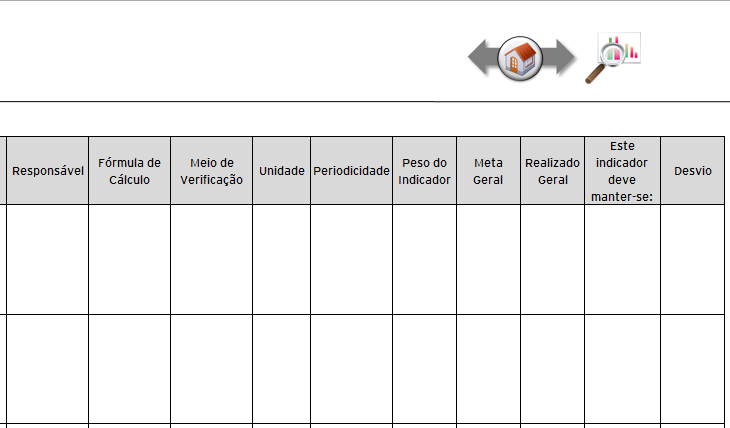 Responsável
Fórmula de
Cálculo
Meio de
Verificação
Unidade
Periodicidade
Peso do
Indicador
Meta
Geral
Realizado
Geral
Este
indicador
deve
manter-se:
Desvio